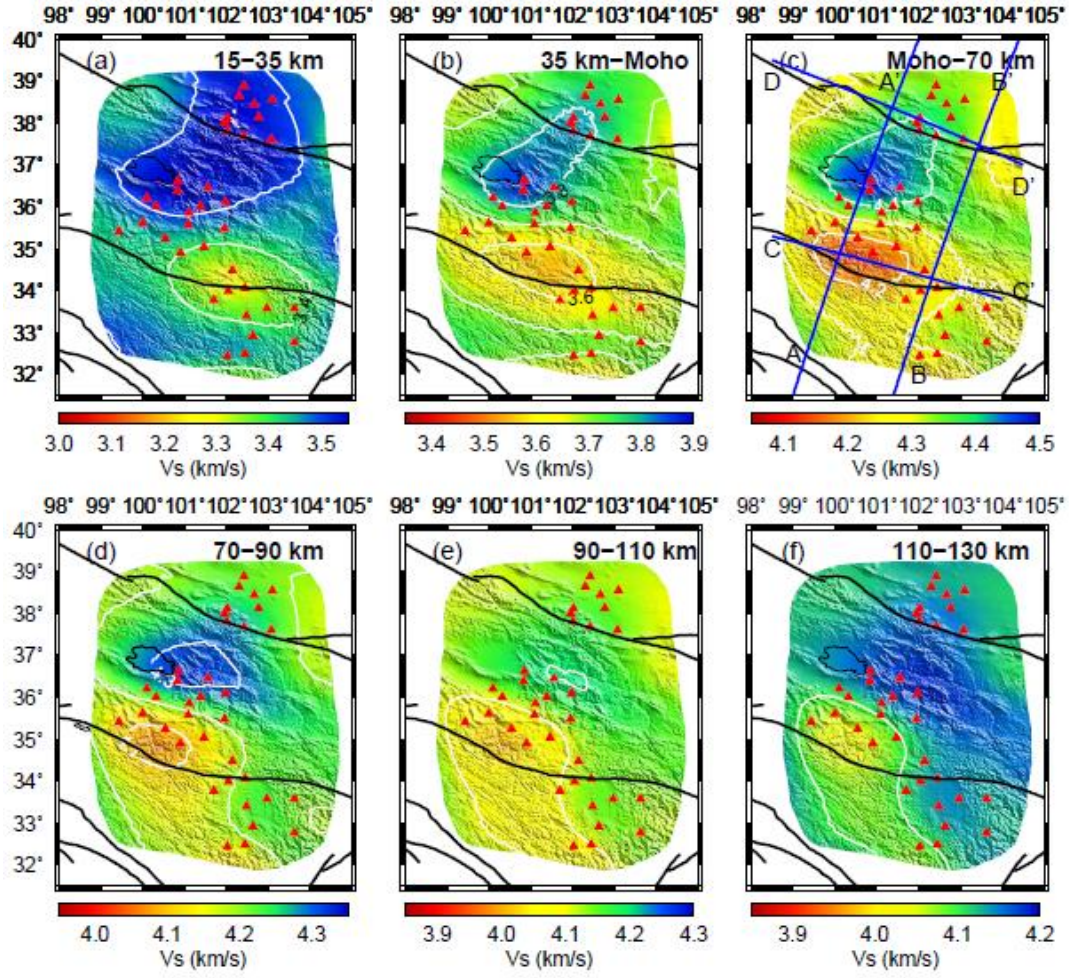 98° 99° 100° 101° 102° 103° 104° 105° 98° 99° 100° 101° 102° 103° 104° 105° 98° 99° 100° 101° 102° 103° 104° 105°
40°
39°
38°
37°
36°
35°
34°
33°
32°
(a) 15−35 km
(b) 35 km−Moho
3.6
(c) Moho−70 km
D A' B'
D'
C
C'
A B
3.0 3.1 3.2 3.3 3.4 3.5
Vs (km/s)
3.4 3.5 3.6 3.7 3.8 3.9
Vs (km/s)
4.1 4.2 4.3 4.4 4.5
Vs (km/s)
98° 99° 100° 101° 102° 103° 104° 105° 98° 99° 100° 101° 102° 103° 104° 105° 98° 99° 100° 101° 102° 103° 104° 105°
40°
39°
38°
37°
36°
35°
34°
33°
32°
(d) 70−90 km
(e) 90−110 km
(f) 110−130 km
4.0 4.1 4.2 4.3
Vs (km/s)
3.9 4.0 4.1 4.2 4.3
Vs (km/s)
3.9 4.0 4.1 4.2
Vs (km/s)